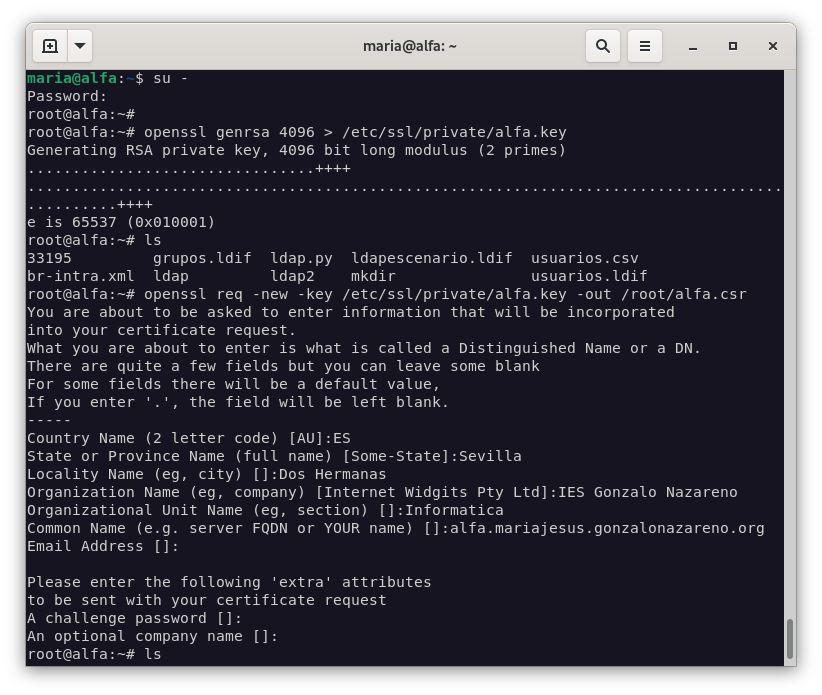 maria@alfa: ~
maria@alfa:~$ su -
Password:
root@alfa:~#
root@alfa:~# openssl genrsa 4096 > /etc/ssl/private/alfa.key
Generating RSA private key, 4096 bit long modulus (2 primes)
................................++++
....................................................................................
..........++++
e is 65537 (0x010001)
root@alfa:~# ls
33195         grupos.ldif  ldap.py  ldapescenario.ldif  usuarios.csv
br-intra.xml  ldap         ldap2    mkdir               usuarios.ldif
root@alfa:~# openssl req -new -key /etc/ssl/private/alfa.key -out /root/alfa.csr
You are about to be asked to enter information that will be incorporated
into your certificate request.
What you are about to enter is what is called a Distinguished Name or a DN.
There are quite a few fields but you can leave some blank
For some fields there will be a default value,
If you enter '.', the field will be left blank.
-----
Country Name (2 letter code) [AU]:ES
State or Province Name (full name) [Some-State]:Sevilla
Locality Name (eg, city) []:Dos Hermanas
Organization Name (eg, company) [Internet Widgits Pty Ltd]:IES Gonzalo Nazareno
Organizational Unit Name (eg, section) []:Informatica
Common Name (e.g. server FQDN or YOUR name) []:alfa.mariajesus.gonzalonazareno.org
Email Address []:

Please enter the following 'extra' attributes
to be sent with your certificate request
A challenge password []:
An optional company name []:
root@alfa:~# ls